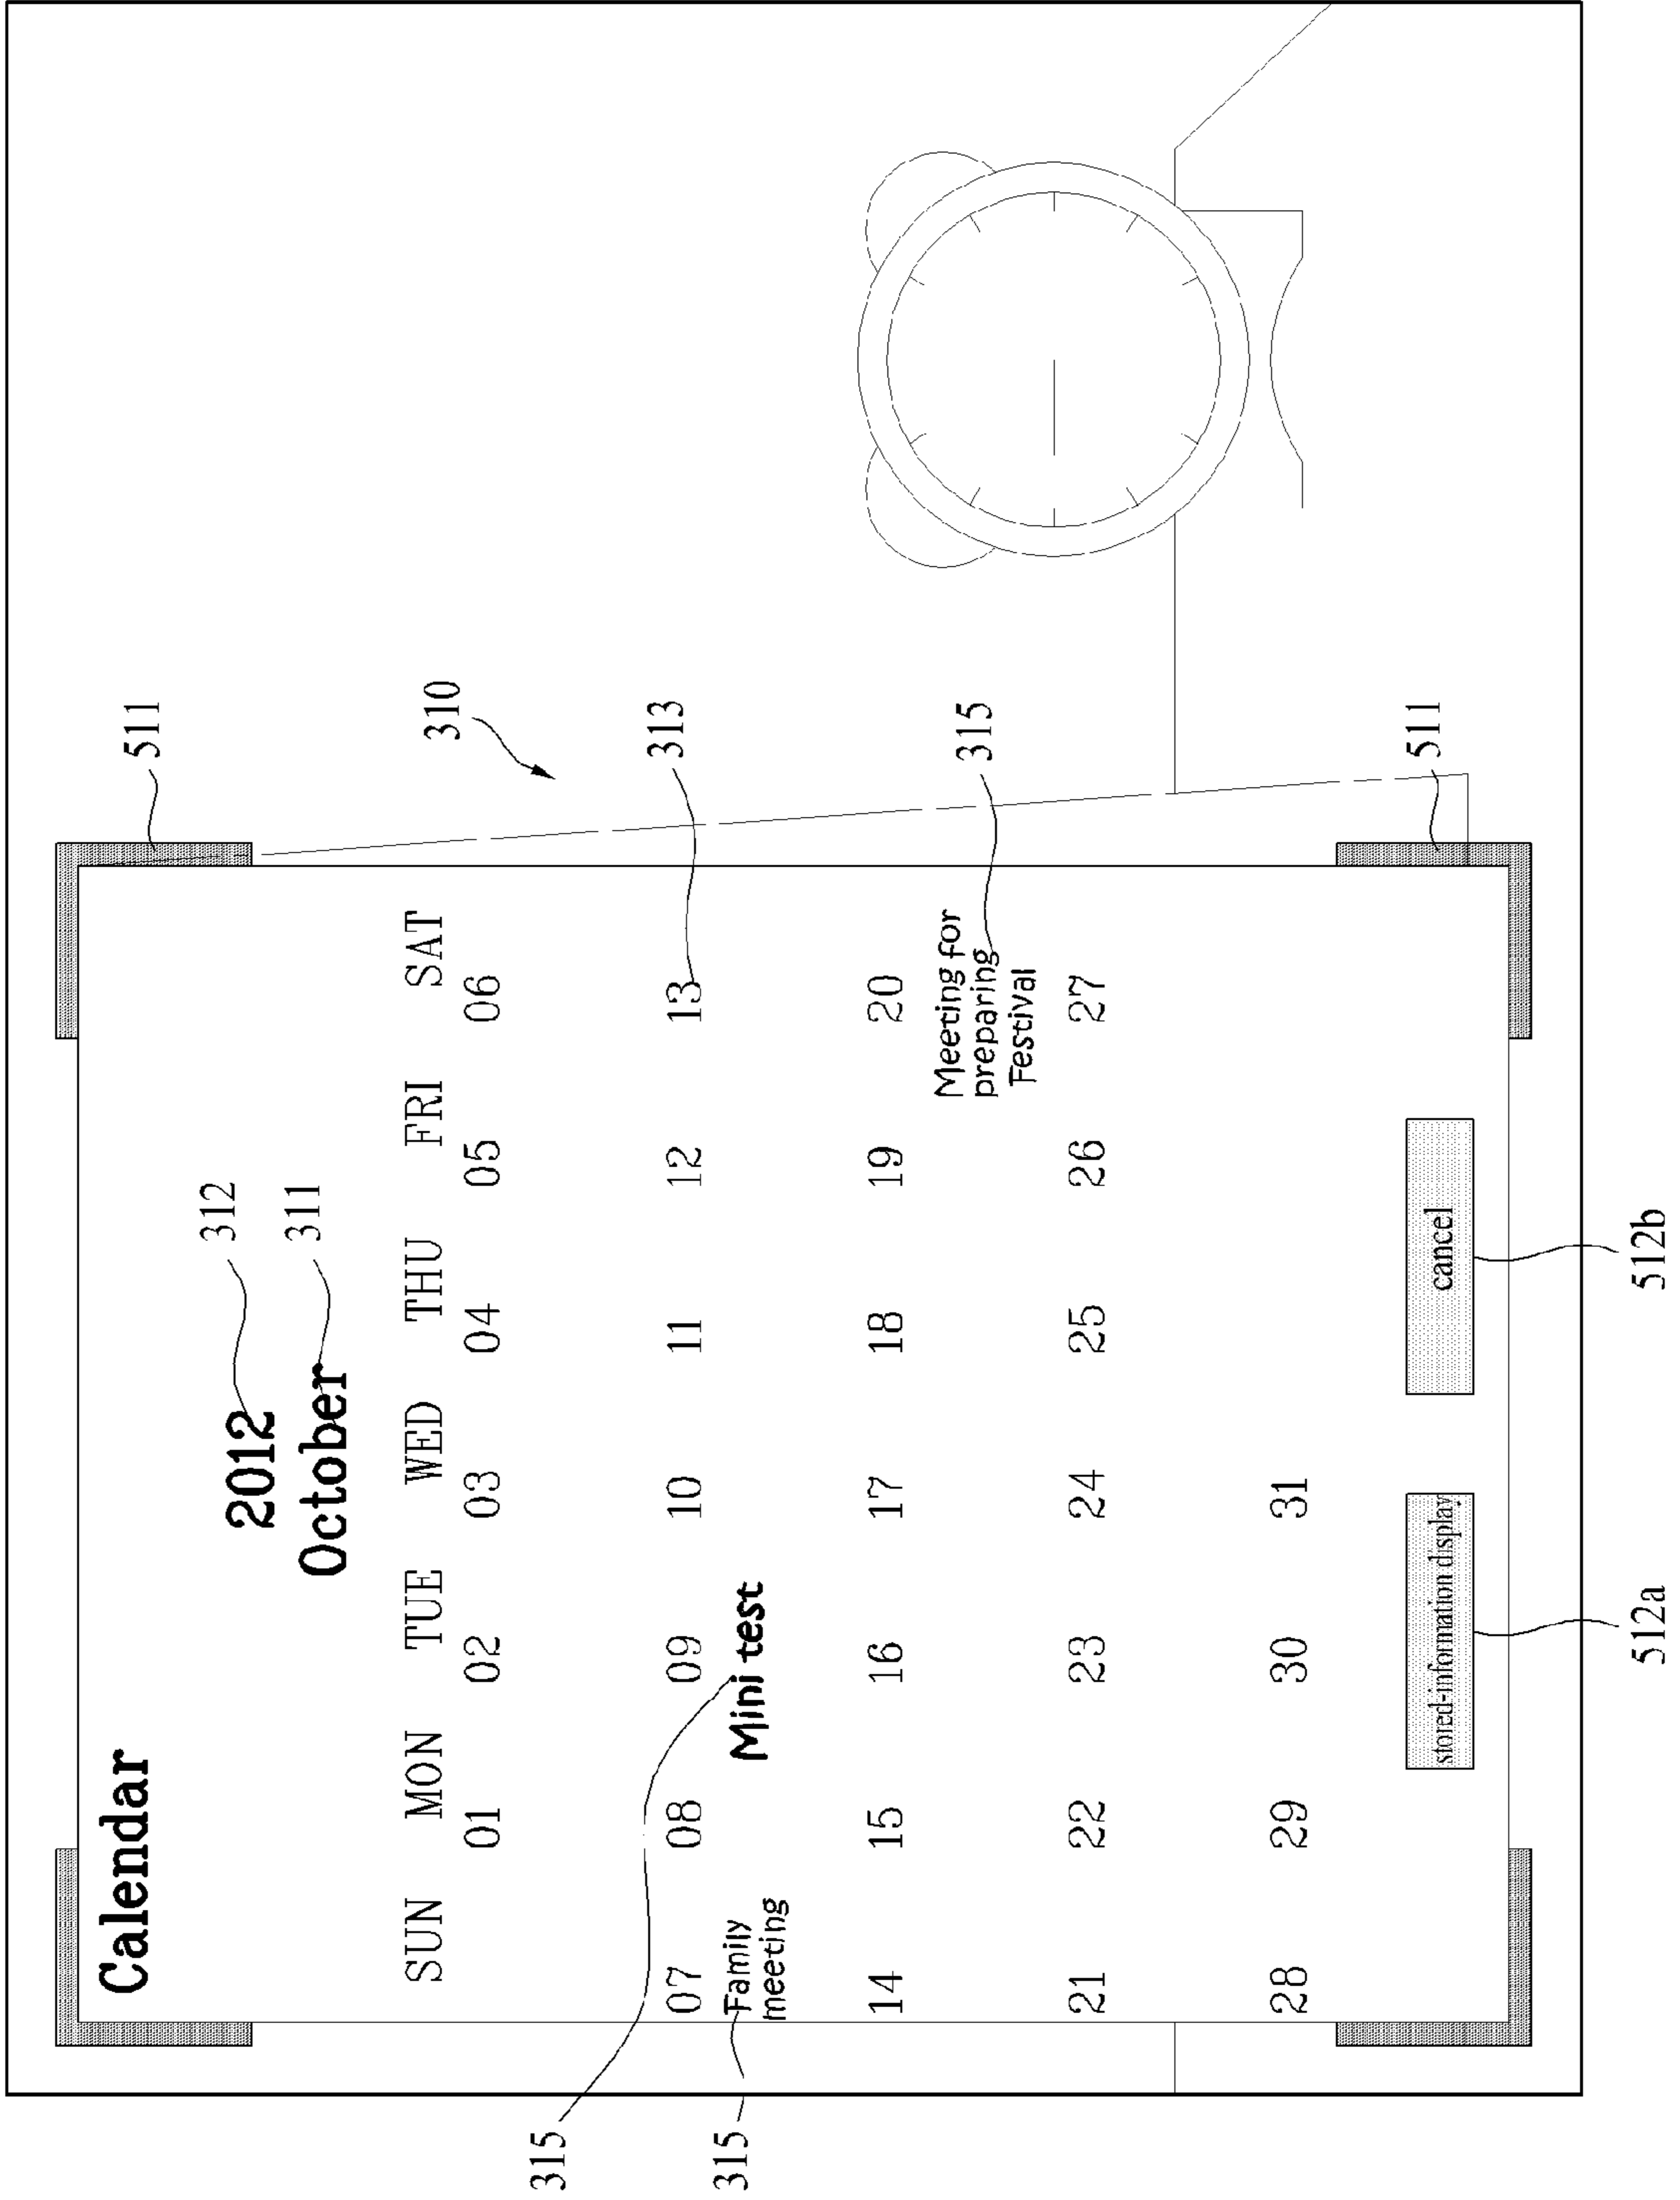 511
310
313
315
511
Calendar
2012
312
October
311
SUN MON TUE WED THU FRI SAT
01 02 03 04 05 06
315
07 08 09 10 11 12 13
315
Family
meeting
Mini test
14 15 16 17 18 19 20
Meeting for
preparing
Festival
21 22 23 24 25 26 27
28 29 30 31
stored-information display
cancel
512a
512b